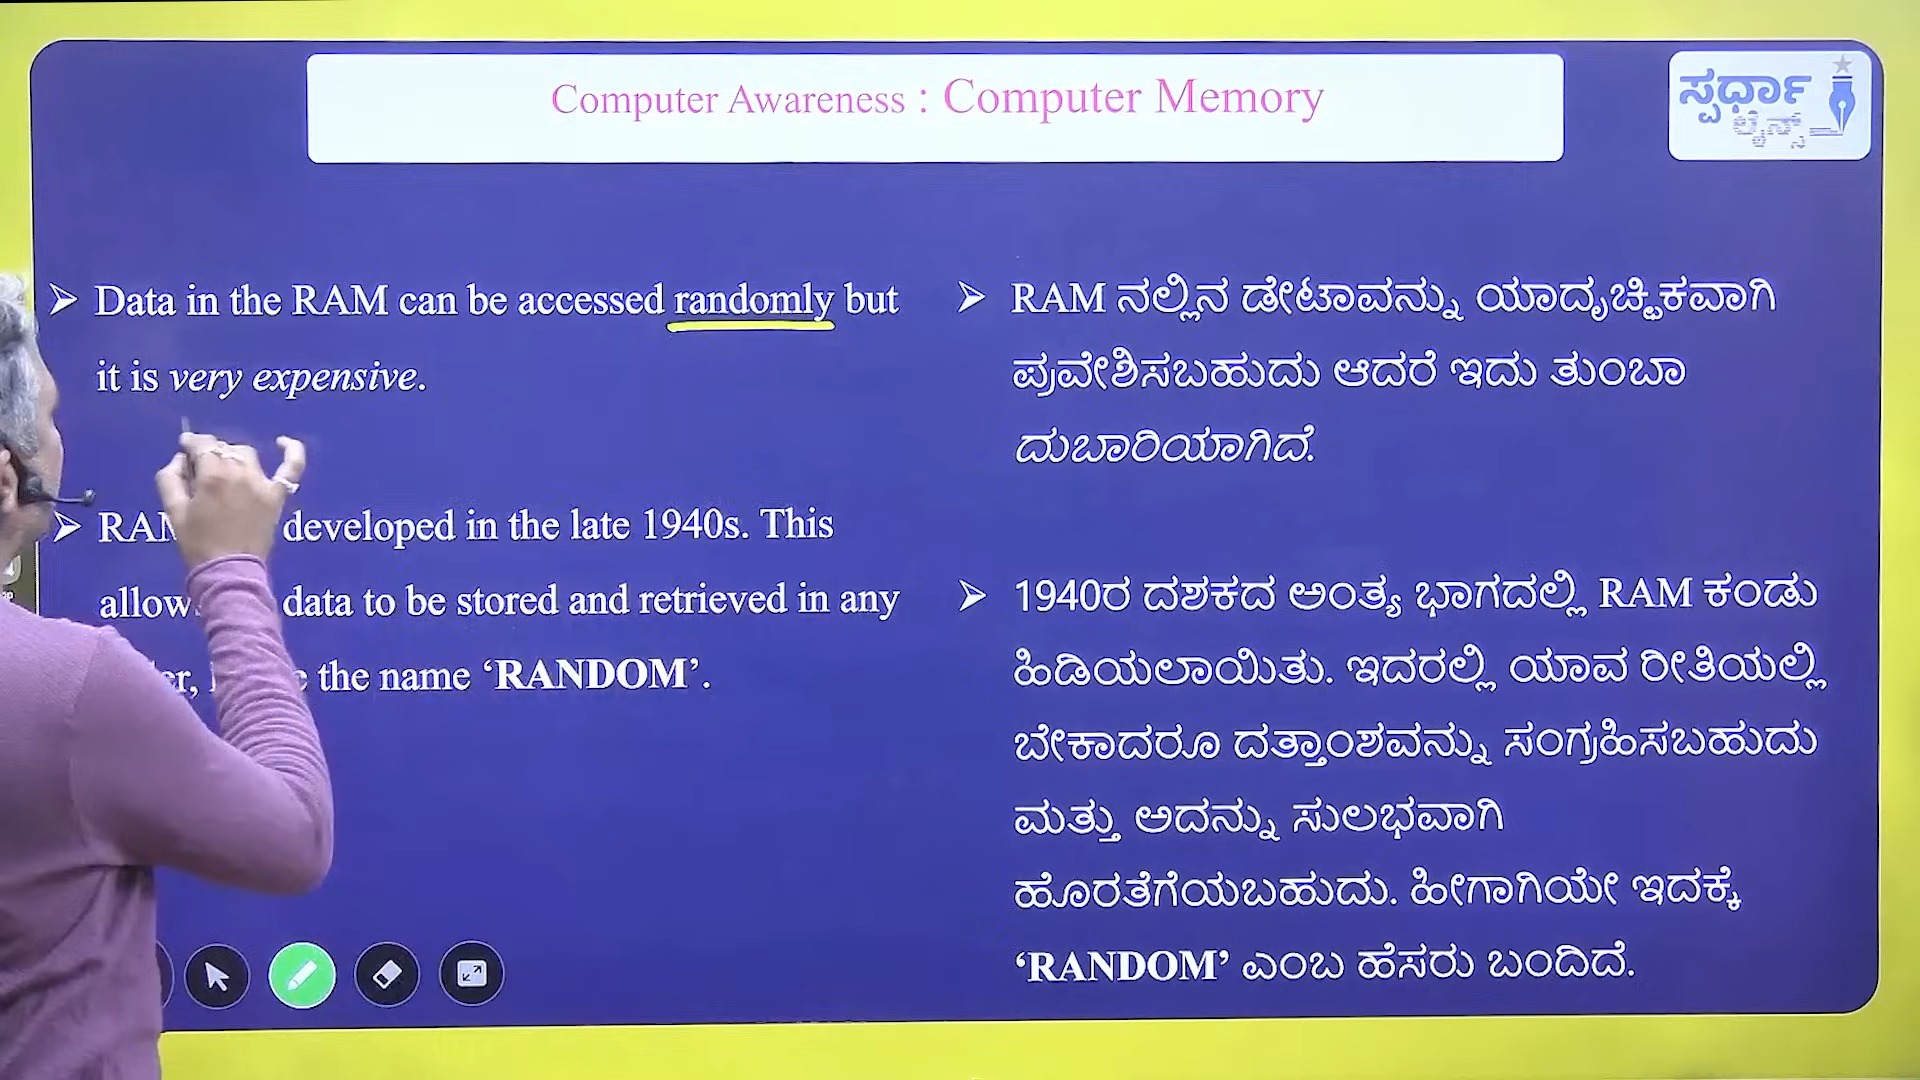 Computer Awareness : Computer Memory
ಸ್ಪರ್ಧಾ
Data in the RAM can be accessed randomly but
it is very expensive.
developed in the late 1940s. This
data to be stored and retrieved in any
the name ‘RANDOM’.
RAM ನಲ್ಲಿನ ಡೇಟಾವನ್ನು ಯಾದೃಚ್ಛಿಕವಾಗಿ
ಪ್ರವೇಶಿಸಬಹುದು ಆದರೆ ಇದು ತುಂಬಾ
ದುಬಾರಿಯಾಗಿದೆ.
1940ರ ದಶಕದ ಅಂತ್ಯ ಭಾಗದಲ್ಲಿ RAM ಕಂಡು
ಹಿಡಿಯಲಾಯಿತು. ಇದರಲ್ಲಿ ಯಾವ ರೀತಿಯಲ್ಲಿ
ಬೇಕಾದರೂ ದತ್ತಾಂಶವನ್ನು ಸಂಗ್ರಹಿಸಬಹುದು
ಮತ್ತು ಅದನ್ನು ಸುಲಭವಾಗಿ
ಹೊರತೆಗೆಯಬಹುದು. ಹೀಗಾಗಿಯೇ ಇದಕ್ಕೆ
‘RANDOM’ ಎಂಬ ಹೆಸರು ಬಂದಿದೆ.